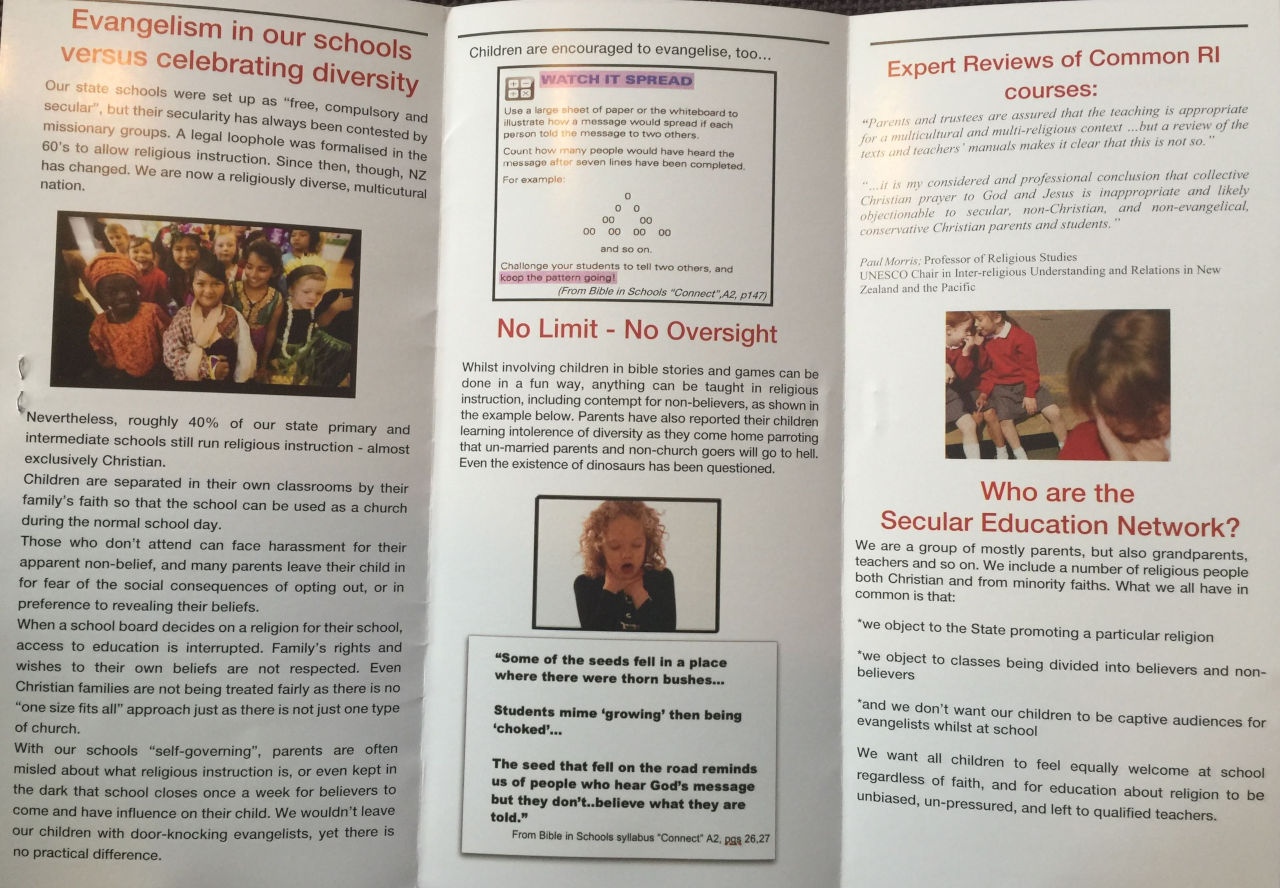 Evangelism in our schools
versus celebrating diversity
Our state schools were set up as “free, compulsory and
secular”, but their secularity has always been contested by
missionary groups. A legal loophole was formalised in the
60’s to allow religious instruction. Since then, though, NZ
has changed. We are now a religiously diverse, multicutural
nation.
Nevertheless, roughly 40% of our state primary and
intermediate schools still run religious instruction - almost
exclusively Christian.
Children are separated in their own classrooms by their
family’s faith so that the school can be used as a church
during the normal school day.
Those who don’t attend can face harassment for their
apparent non-belief, and many parents leave their child in
for fear of the social consequences of opting out, or in
preference to revealing their beliefs.
When a school board decides on a religion for their school,
access to education is interrupted. Family’s rights and
wishes to their own beliefs are not respected. Even
Christian families are not being treated fairly as there is no
“one size fits all” approach just as there is not just one type
of church.
With our schools “self-governing”, parents are often
misled about what religious instruction is, or even kept in
the dark that school closes once a week for believers to
come and have influence on their child. We wouldn’t leave
our children with door-knocking evangelists, yet there is
no practical difference.
Children are encouraged to evangelise, too...
WATCH IT SPREAD
Use a large sheet of paper or the whiteboard to
illustrate how a message would spread if each
person told the message to two others.
Count how many people would have heard the
message after seven lines have been completed.
For example:
0
0 0
00 00
00 00 00 00
and so on.
Challenge your students to tell two others, and
keep the pattern going!
(From Bible in Schools “Connect”,A2, p147)
No Limit - No Oversight
Whilst involving children in bible stories and games can be
done in a fun way, anything can be taught in religious
instruction, including contempt for non-believers, as shown in
the example below. Parents have also reported their children
learning intolerence of diversity as they come home parroting
that un-married parents and non-church goers will go to hell.
Even the existence of dinosaurs has been questioned.
“Some of the seeds fell in a place
where there were thorn bushes...
Students mime ‘growing’ then being
‘choked’...
The seed that fell on the road reminds
us of people who hear God’s message
but they don’t..believe what they are
told.”
From Bible in Schools syllabus “Connect” A2, pgs 26,27
Expert Reviews of Common RI
courses:
“Parents and trustees are assured that the teaching is appropriate
for a multicultural and multi-religious context ...but a review of the
texts and teachers’ manuals makes it clear that this is not so.”
“...it is my considered and professional conclusion that collective
Christian prayer to God and Jesus is inappropriate and likely
objectionable to secular, non-Christian, and non-evangelical,
conservative Christian parents and students.”
Paul Morris; Professor of Religious Studies
UNESCO Chair in Inter-religious Understanding and Relations in New
Zealand and the Pacific
Who are the
Secular Education Network?
We are a group of mostly parents, but also grandparents,
teachers and so on. We include a number of religious people
both Christian and from minority faiths. What we all have in
common is that:
*we object to the State promoting a particular religion
*we object to classes being divided into believers and non-
believers
*and we don’t want our children to be captive audiences for
evangelists whilst at school
We want all children to feel equally welcome at school
regardless of faith, and for education about religion to be
unbiased, un-pressured, and left to qualified teachers.